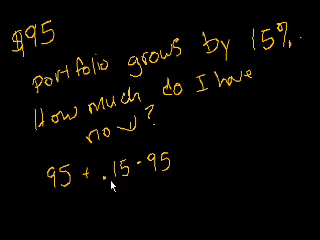 $95
Portfolio grows by 15%.
How much do I have
now?
95 + .15 · 95